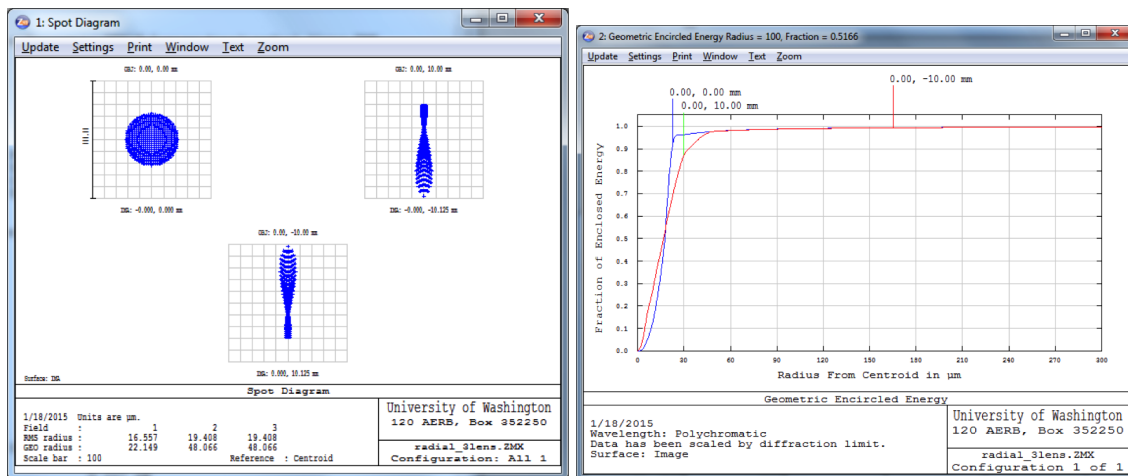 1: Spot Diagram
Update Settings Print Window Text Zoom
OBJ: 0.00, 0.00 mm
OBJ: 0.00, 10.00 mm
IMA: -0.000, 0.000 mm
IMA: -0.000, -10.125 mm
OBJ: 0.00, -10.00 mm
IMA: 0.000, 10.125 mm
Surface: IMA
Spot Diagram
1/18/2015 Units are µm.
Field : 1 2 3
RMS radius : 16.557 19.408 19.408
GEO radius : 22.149 48.066 48.066
Scale bar : 100 Reference : Centroid
University of Washington
120 AERB, Box 352250
radial_3lens.ZMX
Configuration: All 1
2: Geometric Encircled Energy Radius = 100, Fraction = 0.5166
Update Settings Print Window Text Zoom
0.00, -10.00 mm
0.00, 0.00 mm
0.00, 10.00 mm
1.0
0.9
0.8
0.7
0.6
0.5
0.4
0.3
0.2
0.1
0.0
Fraction of Enclosed Energy
0 30 60 90 120 150 180 210 240 270 300
Radius From Centroid in µm
Geometric Encircled Energy
1/18/2015
Wavelength: Polychromatic
Data has been scaled by diffraction limit.
Surface: Image
University of Washington
120 AERB, Box 352250
radial_3lens.ZMX
Configuration 1 of 1